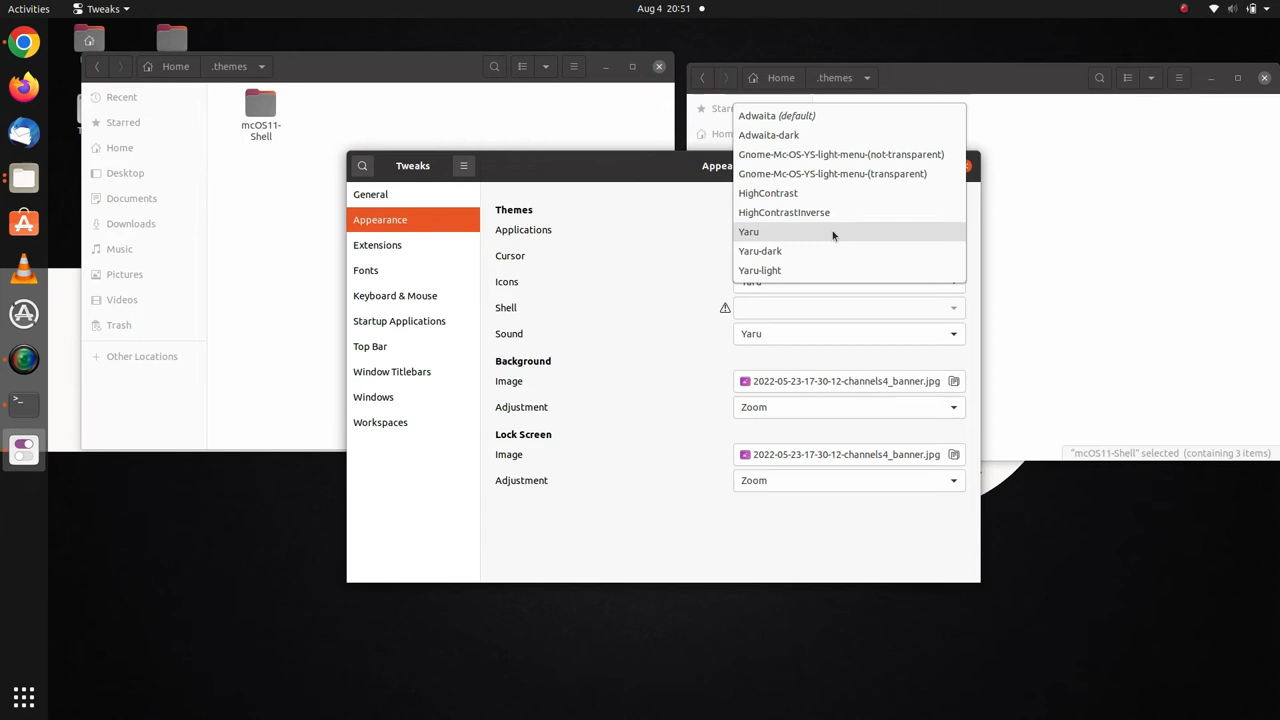 Activities
Tweaks
Aug 4 20:51
Home
.themes
Home
.themes
Recent
Starred
Home
Desktop
Documents
Downloads
Music
Pictures
Videos
Trash
Other Locations
mcOS11-
Shell
Star
Hom
Tweaks
Appea
General
Appearance
Extensions
Fonts
Keyboard & Mouse
Startup Applications
Top Bar
Window Titlebars
Windows
Workspaces
Themes
Applications
Cursor
Icons
Shell
Sound
Yaru
Background
Image
2022-05-23-17-30-12-channels4_banner.jpg
Adjustment
Zoom
Lock Screen
Image
2022-05-23-17-30-12-channels4_banner.jpg
Adjustment
Zoom
Adwaita (default)
Adwaita-dark
Gnome-Mc-OS-YS-light-menu-(not-transparent)
Gnome-Mc-OS-YS-light-menu-(transparent)
HighContrast
HighContrastInverse
Yaru
Yaru-dark
Yaru-light
"mcOS11-Shell" selected (containing 3 items)